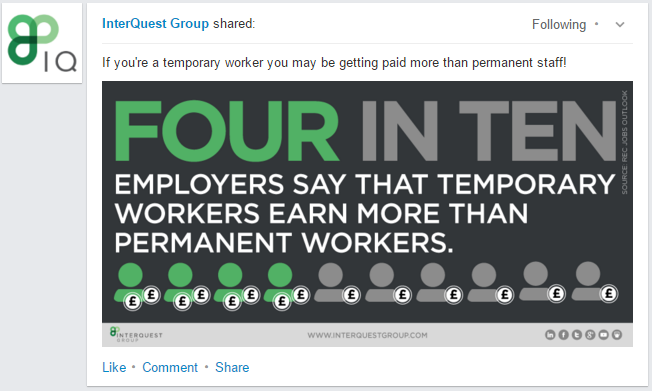 IQ
InterQuest Group shared:
Following
If you're a temporary worker you may be getting paid more than permanent staff!
FOUR IN TEN
SOURCE: REC JOBS OUTLOOK
EMPLOYERS SAY THAT TEMPORARY
WORKERS EARN MORE THAN
PERMANENT WORKERS.
£ £ £ £ £ £ £ £ £ £ £ £ £ £
INTERQUEST
GROUP
WWW.INTERQUESTGROUP.COM
Like • Comment • Share